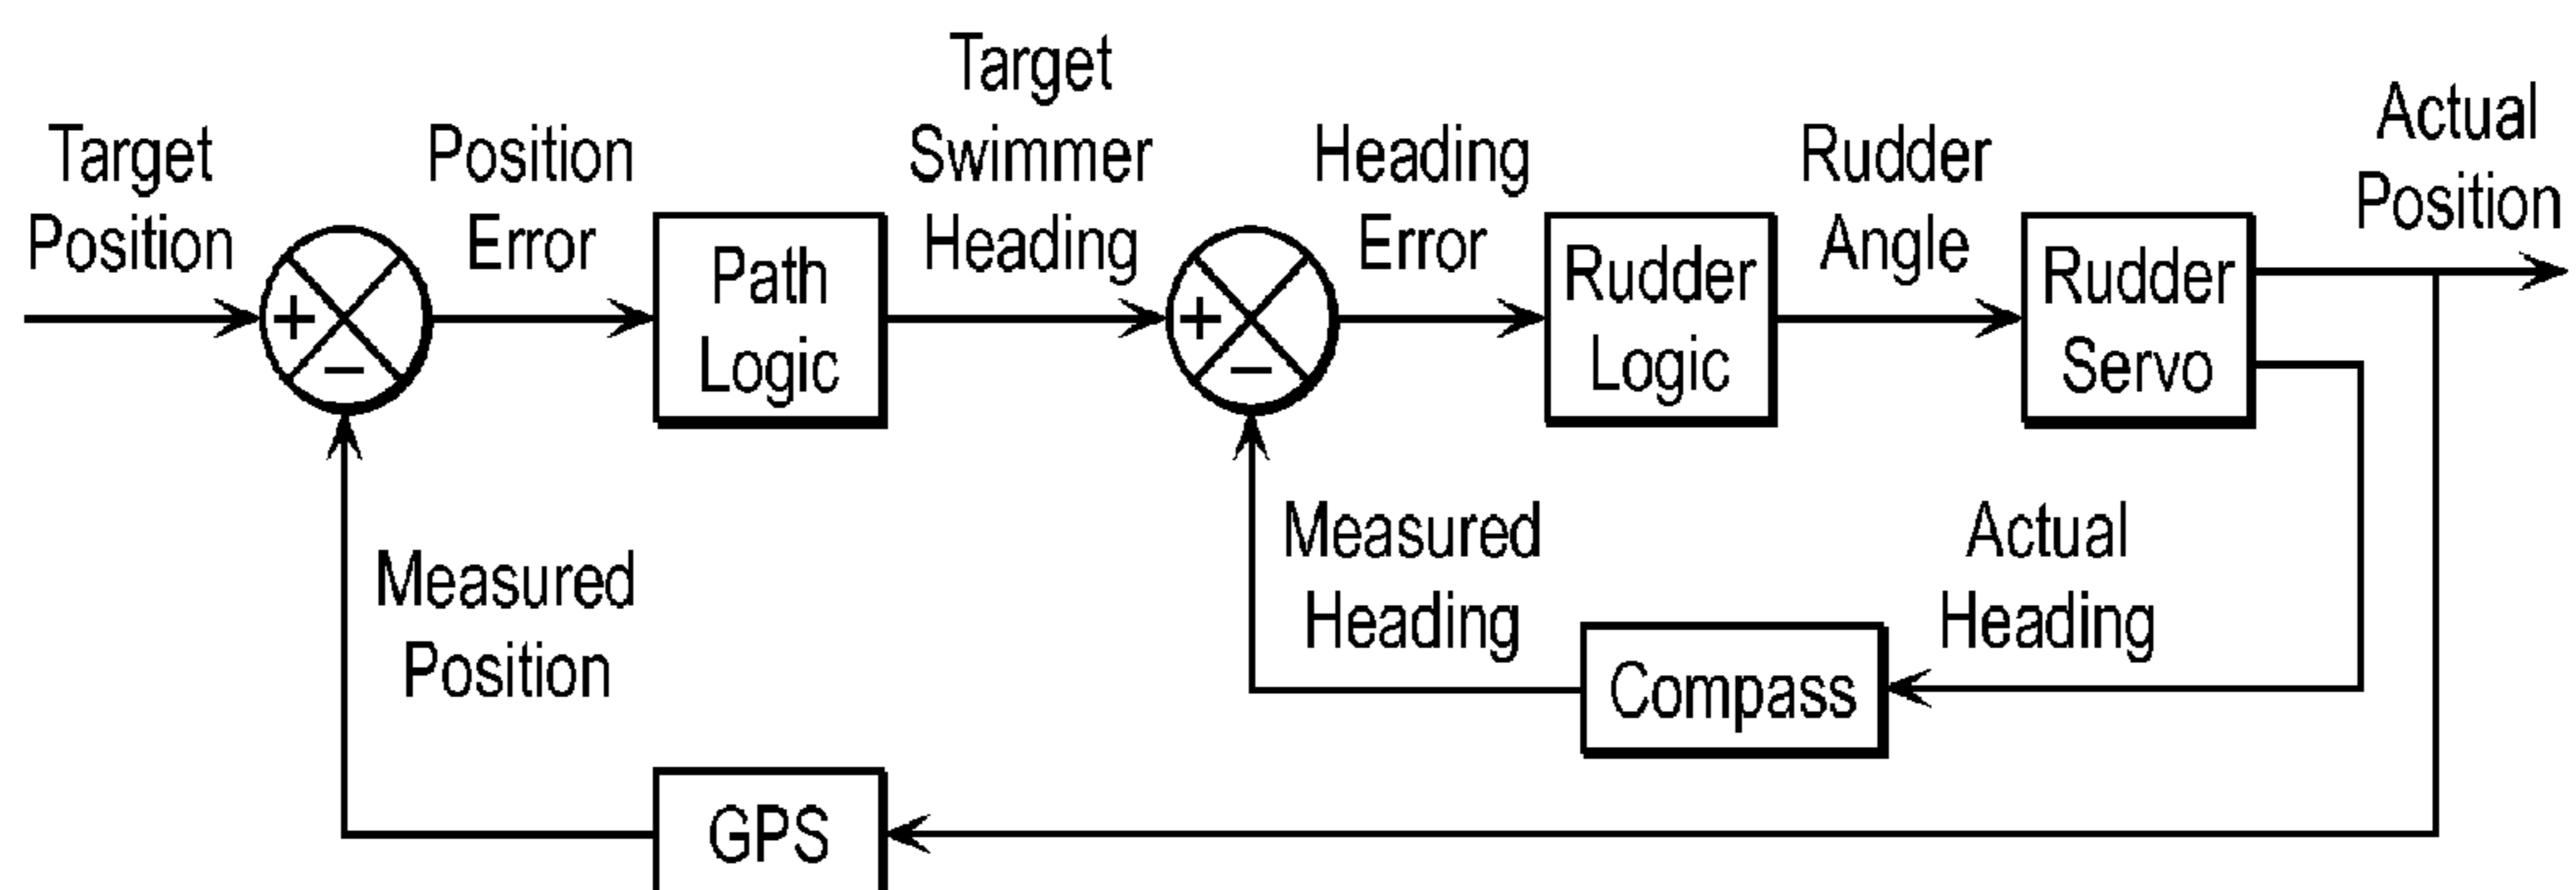 Target
Position
+
−
Position
Error
Path
Logic
Target
Swimmer
Heading
+
−
Heading
Error
Rudder
Logic
Rudder
Angle
Rudder
Servo
Actual
Position
Measured
Position
Measured
Heading
Compass
Actual
Heading
GPS